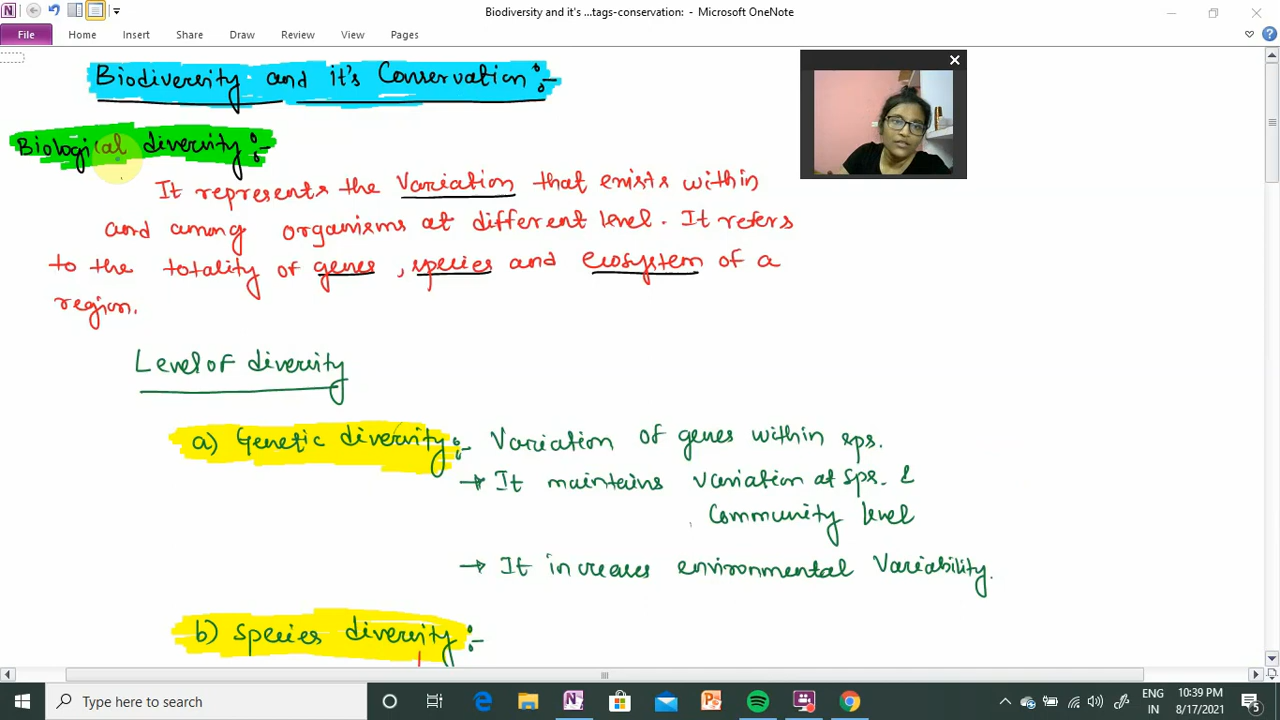 Biodiversity and it's ...tags-conservation: - Microsoft OneNote
File Home Insert Share Draw Review View Pages
Biodiversity and it's Conservation:-
Biological diversity:-
It represents the variation that exists within
and among organisms at different level. It refers
to the totality of genes, species and ecosystem of a
region.
Level of diversity
a) Genetic diversity:- Variation of genes within sps.
→ It maintains variation at sps. &
Community level
→ It increases environmental variability.
b) Species diversity:-
Type here to search
ENG 10:39 PM
IN 8/17/2021
5